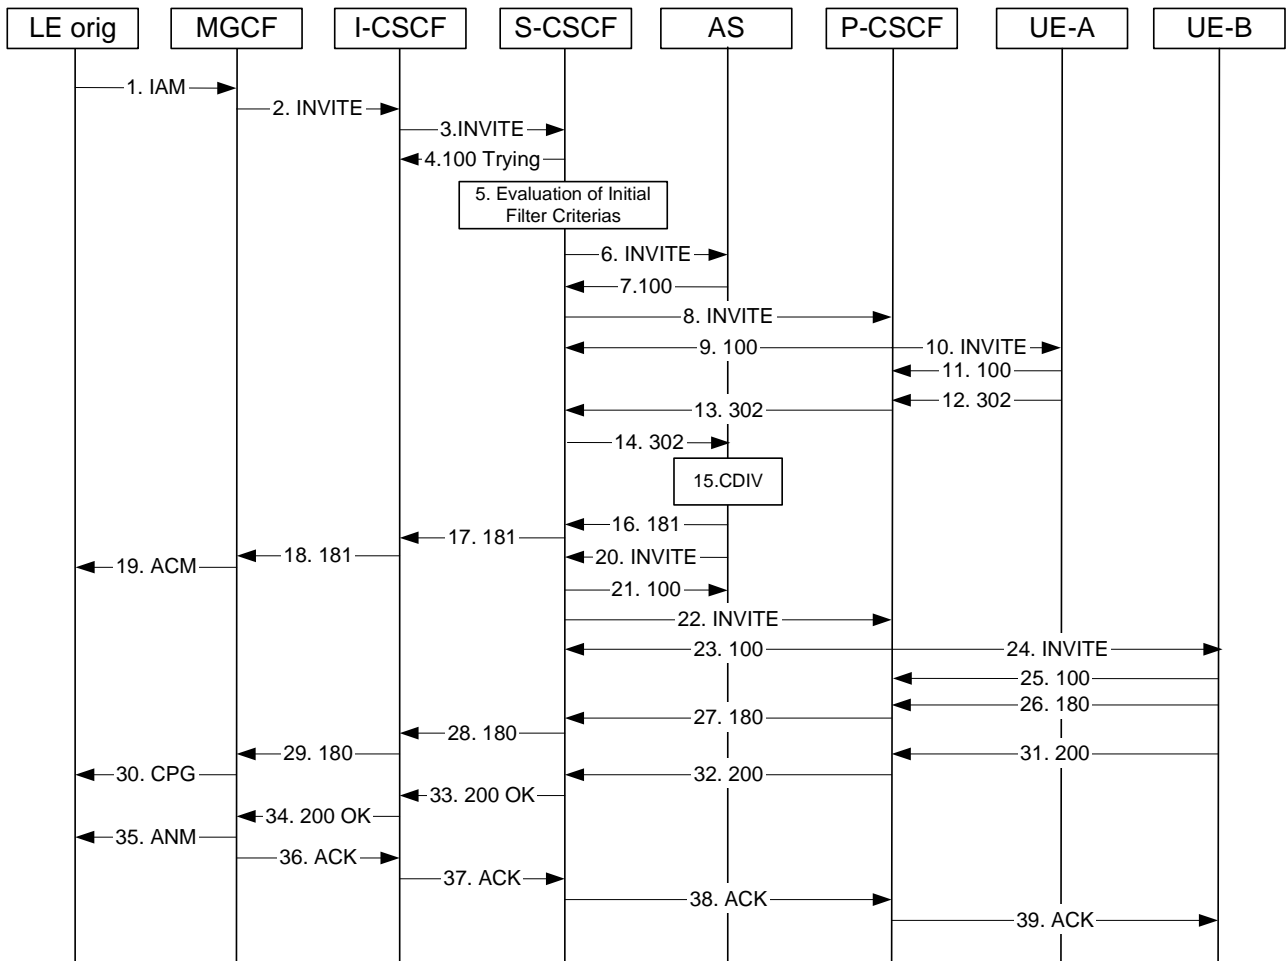 LE orig
MGCF
I-CSCF
S-CSCF
AS
P-CSCF
UE-A
UE-B
1. IAM
2. INVITE
3.INVITE
4.100 Trying
5. Evaluation of Initial
Filter Criterias
6. INVITE
7.100
8. INVITE
9. 100
10. INVITE
11. 100
12. 302
13. 302
14. 302
15.CDIV
16. 181
17. 181
18. 181
19. ACM
20. INVITE
21. 100
22. INVITE
23. 100
24. INVITE
25. 100
26. 180
27. 180
28. 180
29. 180
30. CPG
31. 200
32. 200
33. 200 OK
34. 200 OK
35. ANM
36. ACK
37. ACK
38. ACK
39. ACK